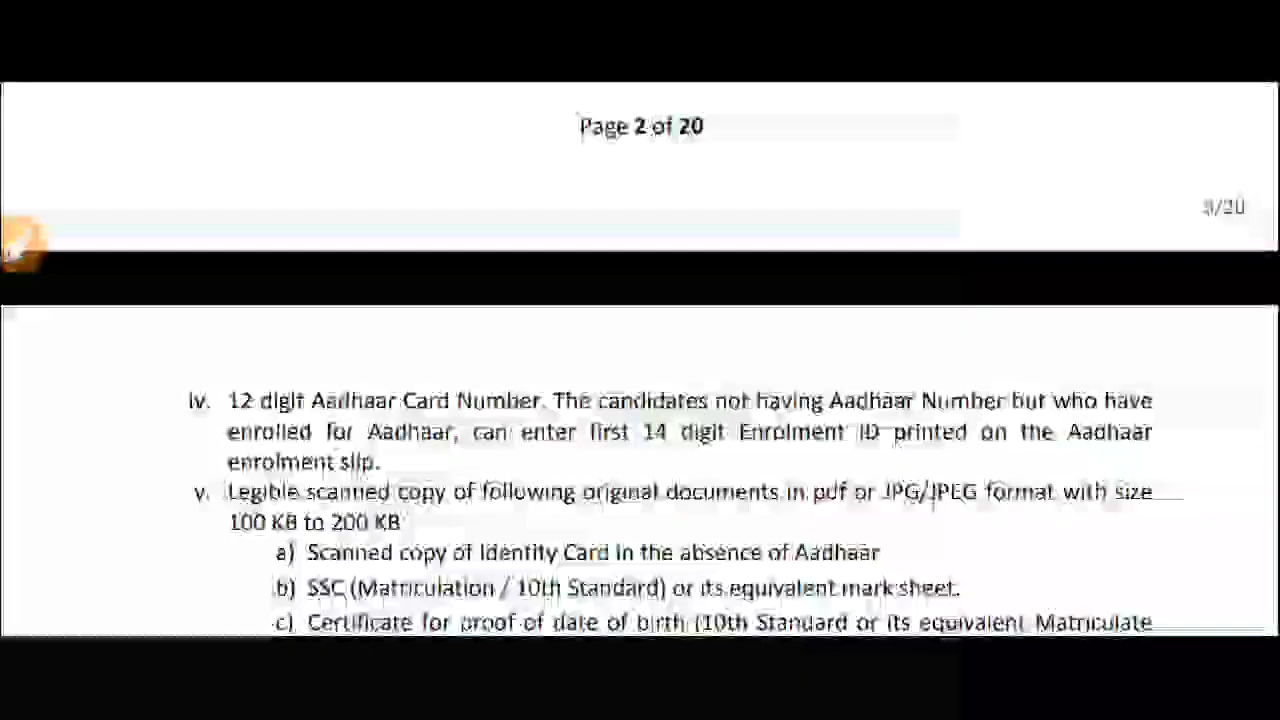 Page 2 of 20
3/20
iv. 12 digit Aadhaar Card Number. The candidates not having Aadhaar Number but who have
enrolled for Aadhaar, can enter first 14 digit Enrolment ID printed on the Aadhaar
enrolment slip.
v. Legible scanned copy of following original documents in pdf or JPG/JPEG format with size
100 KB to 200 KB
a) Scanned copy of Identity Card in the absence of Aadhaar
b) SSC (Matriculation / 10th Standard) or its equivalent mark sheet.
c) Certificate for proof of date of birth (10th Standard or its equivalent Matriculate